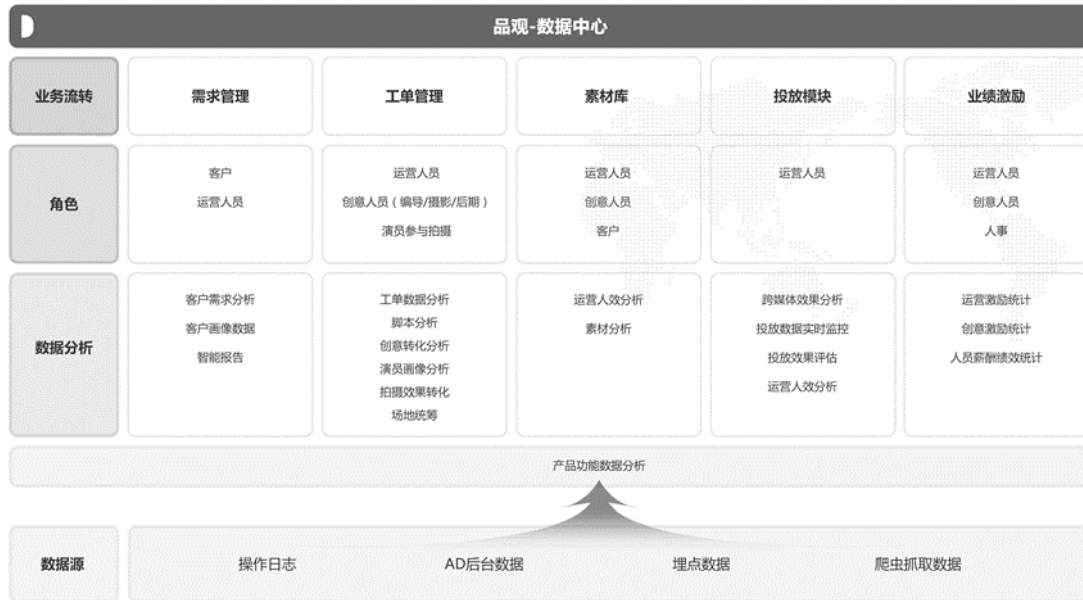 品观-数据中心
业务流转
需求管理
工单管理
素材库
投放模块
业绩激励
角色
客户
运营人员
运营人员
创意人员（编导/摄影/后期）
演员参与拍摄
运营人员
创意人员
客户
运营人员
运营人员
创意人员
人事
数据分析
客户需求分析
客户画像数据
智能报告
工单数据分析
脚本分析
创意转化分析
演员画像分析
拍摄效果转化
场地统筹
运营人效分析
素材分析
跨媒体效果分析
投放数据实时监控
投放效果评估
运营人效分析
运营激励统计
创意激励统计
人员薪酬绩效统计
产品功能数据分析
数据源
操作日志
AD后台数据
埋点数据
爬虫抓取数据